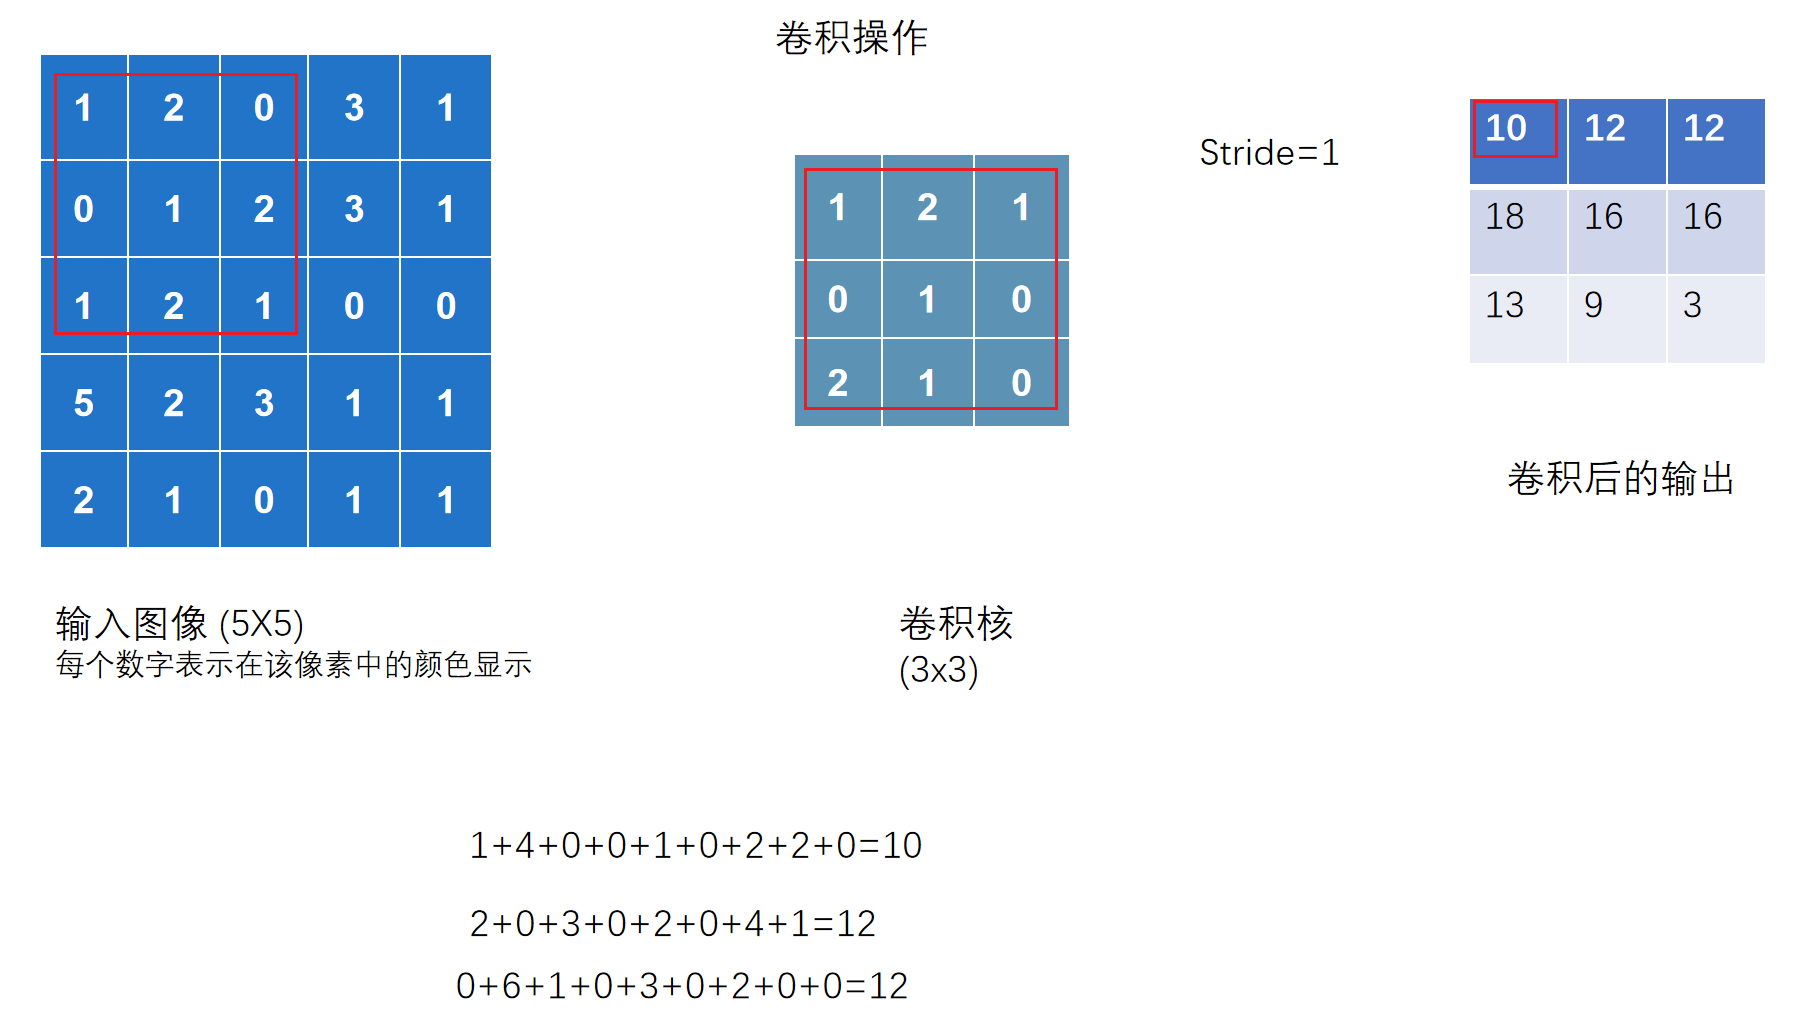 卷积操作
1 2 0 3 1
0 1 2 3 1
1 2 1 0 0
5 2 3 1 1
2 1 0 1 1
输入图像 (5X5)
每个数字表示在该像素中的颜色显示
1 2 1
0 1 0
2 1 0
卷积核
(3x3)
Stride=1
10 12 12
18 16 16
13 9 3
卷积后的输出
1+4+0+0+1+0+2+2+0=10
2+0+3+0+2+0+4+1=12
0+6+1+0+3+0+2+0+0=12